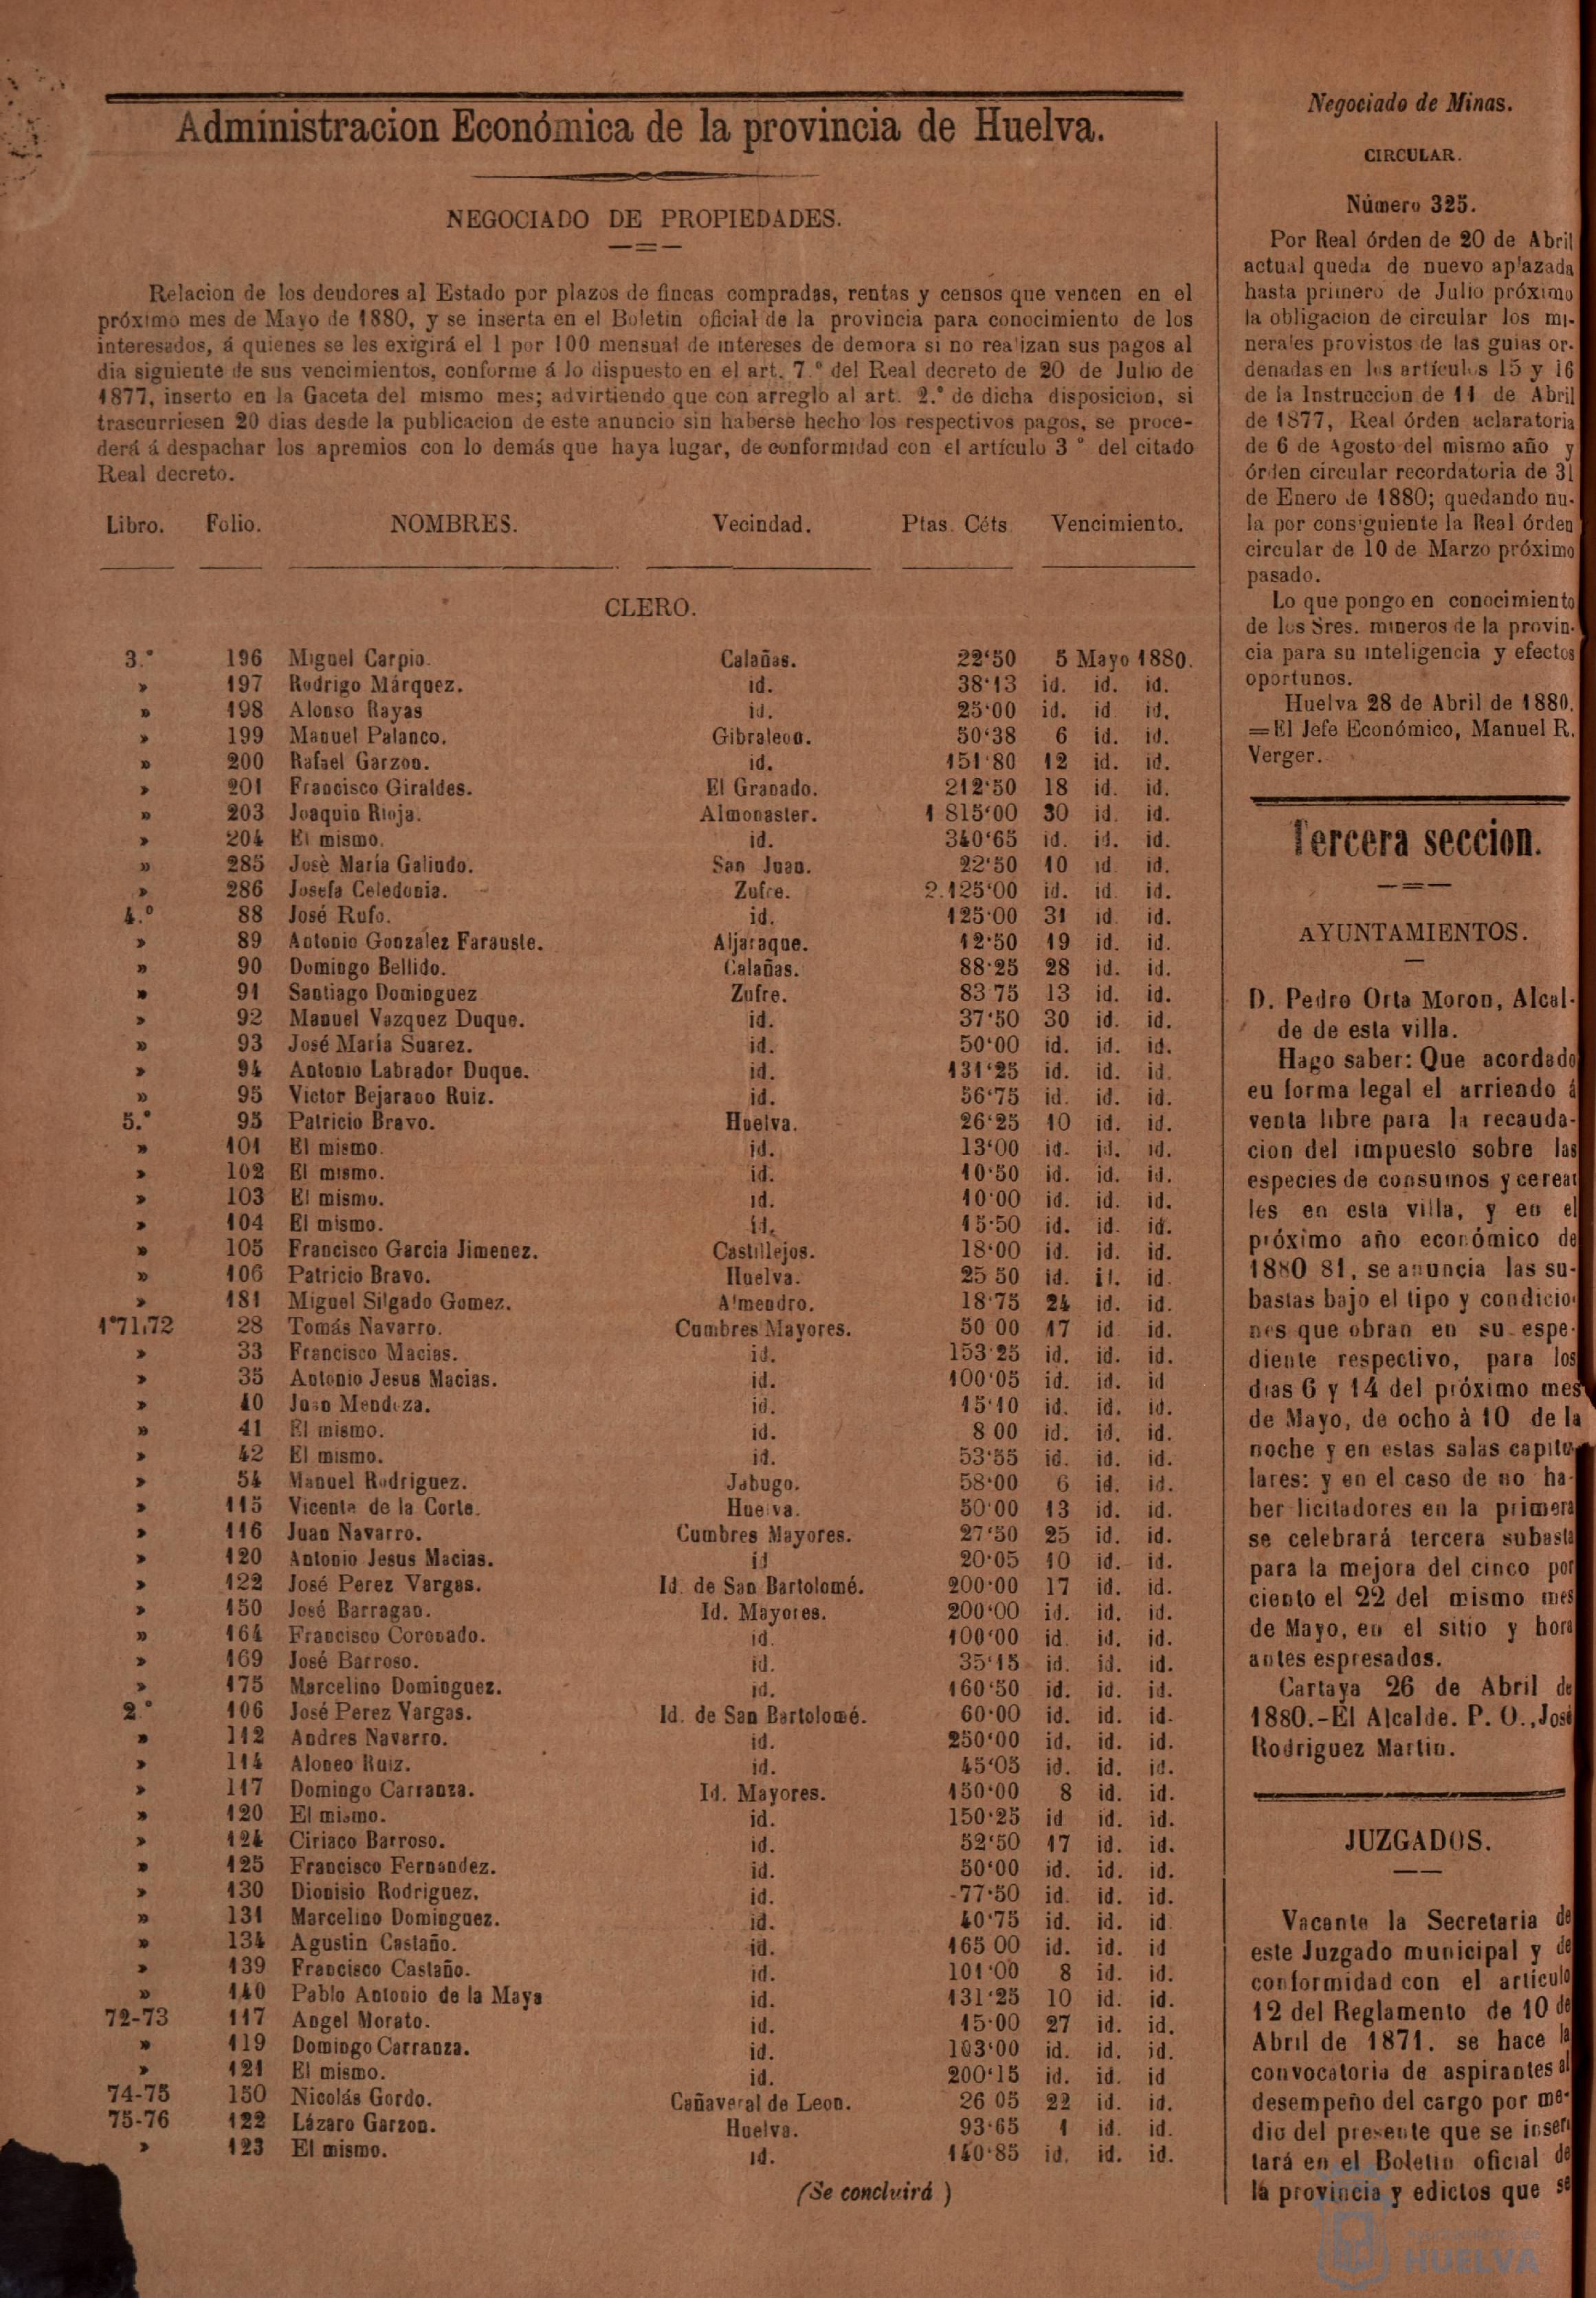 Administracion Económica de la provincia de Huelva.
NEGOCIADO DE PROPIEDADES.
Relacion de los deudores al Estado por plazos de fincas compradas, rentas y censos que vencen en el
próximo mes de Mayo de 1880, y se inserta en el Boletin oficial de la provincia para conocimiento de los
interesados, á quienes se les exigirá el 1 por 100 mensual de intereses de demora si no realizan sus pagos al
dia siguiente de sus vencimientos, conforme á lo dispuesto en el art. 7.º del Real decreto de 20 de Julio de
1877, inserto en la Gaceta del mismo mes; advirtiendo que con arreglo al art. 2.º de dicha disposicion, si
trascurriesen 20 dias desde la publicacion de este anuncio sin haberse hecho los respectivos pagos, se proce-
derá á despachar los apremios con lo demás que haya lugar, de conformidad con el artículo 3 º del citado
Real decreto.
Libro. Folio. NOMBRES. Vecindad. Ptas. Céts. Vencimiento.
CLERO.
3.º 196 Miguel Carpio. Calañas. 22'50 5 Mayo 1880.
» 197 Rodrigo Márquez. id. 38'13 id. id. id.
» 198 Alonso Rayas id. 25'00 id. id. id.
» 199 Manuel Palanco. Gibraleon. 50'38 6 id. id.
» 200 Rafael Garzon. id. 151'80 12 id. id.
» 201 Francisco Giraldes. El Granado. 212'50 18 id. id.
» 203 Joaquin Rioja. Almonaster. 1 815'00 30 id. id.
» 204 El mismo. id. 340'65 id. id. id.
» 285 Josè María Galindo. San Juan. 22'50 10 id. id.
» 286 Josefa Celedonia. Zufre. 2.125'00 id. id. id.
4.º 88 José Rufo. id. 125'00 31 id. id.
» 89 Antonio Gonzalez Farauste. Aljaraque. 12'50 19 id. id.
» 90 Domingo Bellido. Calañas. 88'25 28 id. id.
» 91 Santiago Dominguez Zufre. 83 75 13 id. id.
» 92 Manuel Vazquez Duque. id. 37'50 30 id. id.
» 93 José María Suarez. id. 50'00 id. id. id.
» 94 Antonio Labrador Duque. id. 131'25 id. id. id.
» 95 Victor Bejarano Ruiz. id. 56'75 id. id. id.
5.º 95 Patricio Bravo. Huelva. 26'25 10 id. id.
» 101 El mismo. id. 13'00 id. id. id.
» 102 El mismo. id. 10'50 id. id. id.
» 103 El mismo. id. 10'00 id. id. id.
» 104 El mismo. id. 15'50 id. id. id.
» 105 Francisco Garcia Jimenez. Castillejos. 18'00 id. id. id.
» 106 Patricio Bravo. Huelva. 25 50 id. id. id.
» 181 Miguel Silgado Gomez. Almendro. 18'75 24 id. id.
1º71,72 28 Tomás Navarro. Cumbres Mayores. 50 00 17 id. id.
» 33 Francisco Macias. id. 153'25 id. id. id.
» 35 Antonio Jesus Macias. id. 100'05 id. id. id
» 40 Juan Mendoza. id. 15'10 id. id. id.
» 41 El mismo. id. 8 00 id. id. id.
» 42 El mismo. id. 53'55 id. id. id.
» 54 Manuel Rodriguez. Jabugo. 58'00 6 id. id.
» 115 Vicente de la Corte. Huelva. 50'00 13 id. id.
» 116 Juan Navarro. Cumbres Mayores. 27'50 25 id. id.
» 120 Antonio Jesus Macias. id 20'05 10 id. id.
» 122 José Perez Vargas. Id. de San Bartolomé. 200'00 17 id. id.
» 150 José Barragan. Id. Mayores. 200'00 id. id. id.
» 164 Francisco Coronado. id. 100'00 id. id. id.
» 169 José Barroso. id. 35'15 id. id. id.
» 175 Marcelino Dominguez. id. 160'50 id. id. id.
2.º 106 José Perez Vargas. Id. de San Bartolomé. 60'00 id. id. id.
» 112 Andres Navarro. id. 250'00 id. id. id.
» 114 Alonso Ruiz. id. 45'05 id. id. id.
» 117 Domingo Carranza. Id. Mayores. 150'00 8 id. id.
» 120 El mismo. id. 150'25 id id. id.
» 124 Ciriaco Barroso. id. 52'50 17 id. id.
» 125 Francisco Fernandez. id. 50'00 id. id. id.
» 130 Dionisio Rodriguez. id. 77'50 id. id. id.
» 131 Marcelino Dominguez. id. 40'75 id. id. id.
» 134 Agustin Castaño. id. 165 00 id. id. id
» 139 Francisco Castaño. id. 101'00 8 id. id.
» 140 Pablo Antonio de la Maya id. 131'25 10 id. id.
72-73 117 Angel Morato. id. 15'00 27 id. id.
» 119 Domingo Carranza. id. 103'00 id. id. id.
» 121 El mismo. id. 200'15 id. id. id
74-75 150 Nicolás Gordo. Cañaveral de Leon. 26 05 22 id. id.
75-76 122 Lázaro Garzon. Huelva. 93'65 1 id. id.
» 123 El mismo. id. 140'85 id. id. id.
(Se concluirá )
Negociado de Minas.
CIRCULAR.
Número 325.
Por Real órden de 20 de Abril
actual queda de nuevo aplazada
hasta primero de Julio próximo
la obligacion de circular los mi-
nerales provistos de las guias or-
denadas en los artículos 15 y 16
de la Instruccion de 11 de Abril
de 1877, Real órden aclaratoria
de 6 de Agosto del mismo año y
órden circular recordatoria de 31
de Enero de 1880; quedando nu-
la por consiguiente la Real órden
circular de 10 de Marzo próximo
pasado.
Lo que pongo en conocimiento
de los Sres. mineros de la provin-
cia para su inteligencia y efectos
oportunos.
Huelva 28 de Abril de 1880.
=El Jefe Económico, Manuel R.
Verger.
Tercera seccion.
AYUNTAMIENTOS.
D. Pedro Orta Moron, Alcal-
de de esta villa.
Hago saber: Que acordado
en forma legal el arriendo á
venta libre para la recauda-
cion del impuesto sobre las
especies de consumos y cerea
les en esta villa, y en el
próximo año económico de
1880 81, se anuncia las su-
bastas bajo el tipo y condicio
nes que obran en su espe-
diente respectivo, para los
dias 6 y 14 del próximo mes
de Mayo, de ocho à 10 de la
noche y en estas salas capitu
lares: y en el caso de no ha-
ber licitadores en la primera
se celebrará tercera subasta
para la mejora del cinco por
ciento el 22 del mismo mes
de Mayo, en el sitio y hora
antes espresados.
Cartaya 26 de Abril de
1880.-El Alcalde. P. O., José
Rodriguez Martin.
JUZGADOS.
Vacante la Secretaria de
este Juzgado municipal y de
conformidad con el artículo
12 del Reglamento de 10 de
Abril de 1871. se hace la
convocatoria de aspirantes al
desempeño del cargo por me-
dio del presente que se inser
tará en el Boletin oficial de
la provincia y edictos que se
HUELVA